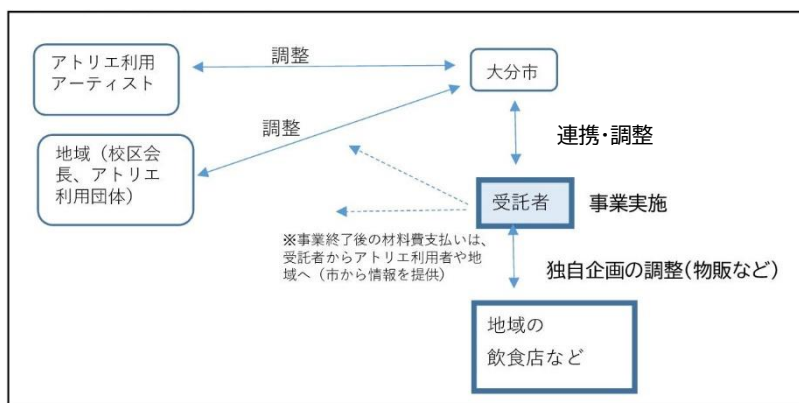 アトリエ利用
アーティスト
調整
大分市
調整
地域（校区会
長、アトリエ
利用団体）
連携・調整
受託者
事業実施
※事業終了後の材料費支払いは、
受託者からアトリエ利用者や地
域へ（市から情報を提供）
独自企画の調整（物販など）
地域の
飲食店など